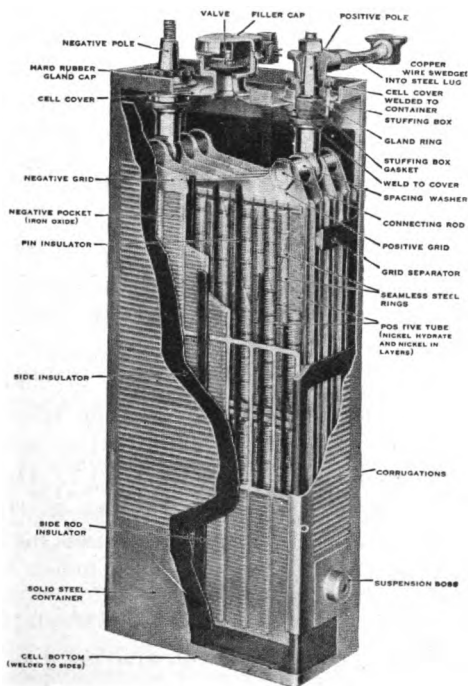 VALVE
FILLER CAP
POSITIVE POLE
NEGATIVE POLE
HARD RUBBER
GLAND CAP
CELL COVER
COPPER
WIRE SWEDGED
INTO STEEL LUG
CELL COVER
WELDED TO
CONTAINER
STUFFING BOX
GLAND RING
STUFFING BOX
GASKET
WELD TO COVER
SPACING WASHER
CONNECTING ROD
POSITIVE GRID
GRID SEPARATOR
SEAMLESS STEEL
RINGS
POS TIVE TUBE
(NICKEL HYDRATE
AND NICKEL IN
LAYERS)
NEGATIVE GRID
NEGATIVE POCKET
(IRON OXIDE)
PIN INSULATOR
SIDE INSULATOR
CORRUGATIONS
SIDE ROD
INSULATOR
SOLID STEEL
CONTAINER
SUSPENSION BOSS
CELL BOTTOM
(WELDED TO SIDES)